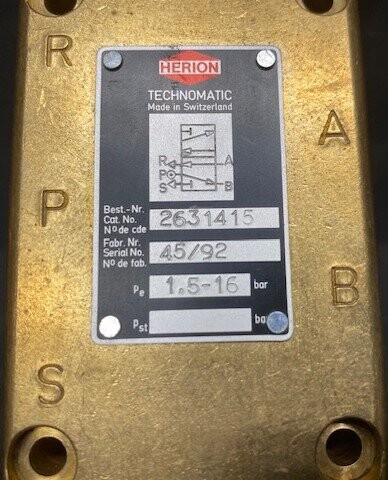 HERION
TECHNOMATIC
Made in Switzerland
R A
P
S B
Best.-Nr.
Cat. No. 2631415
Nº de cde
Fabr. Nr.
Serial No. 45/92
Nº de fab.
pe 1.5-16 bar
pst ba
R
P
S
A
B